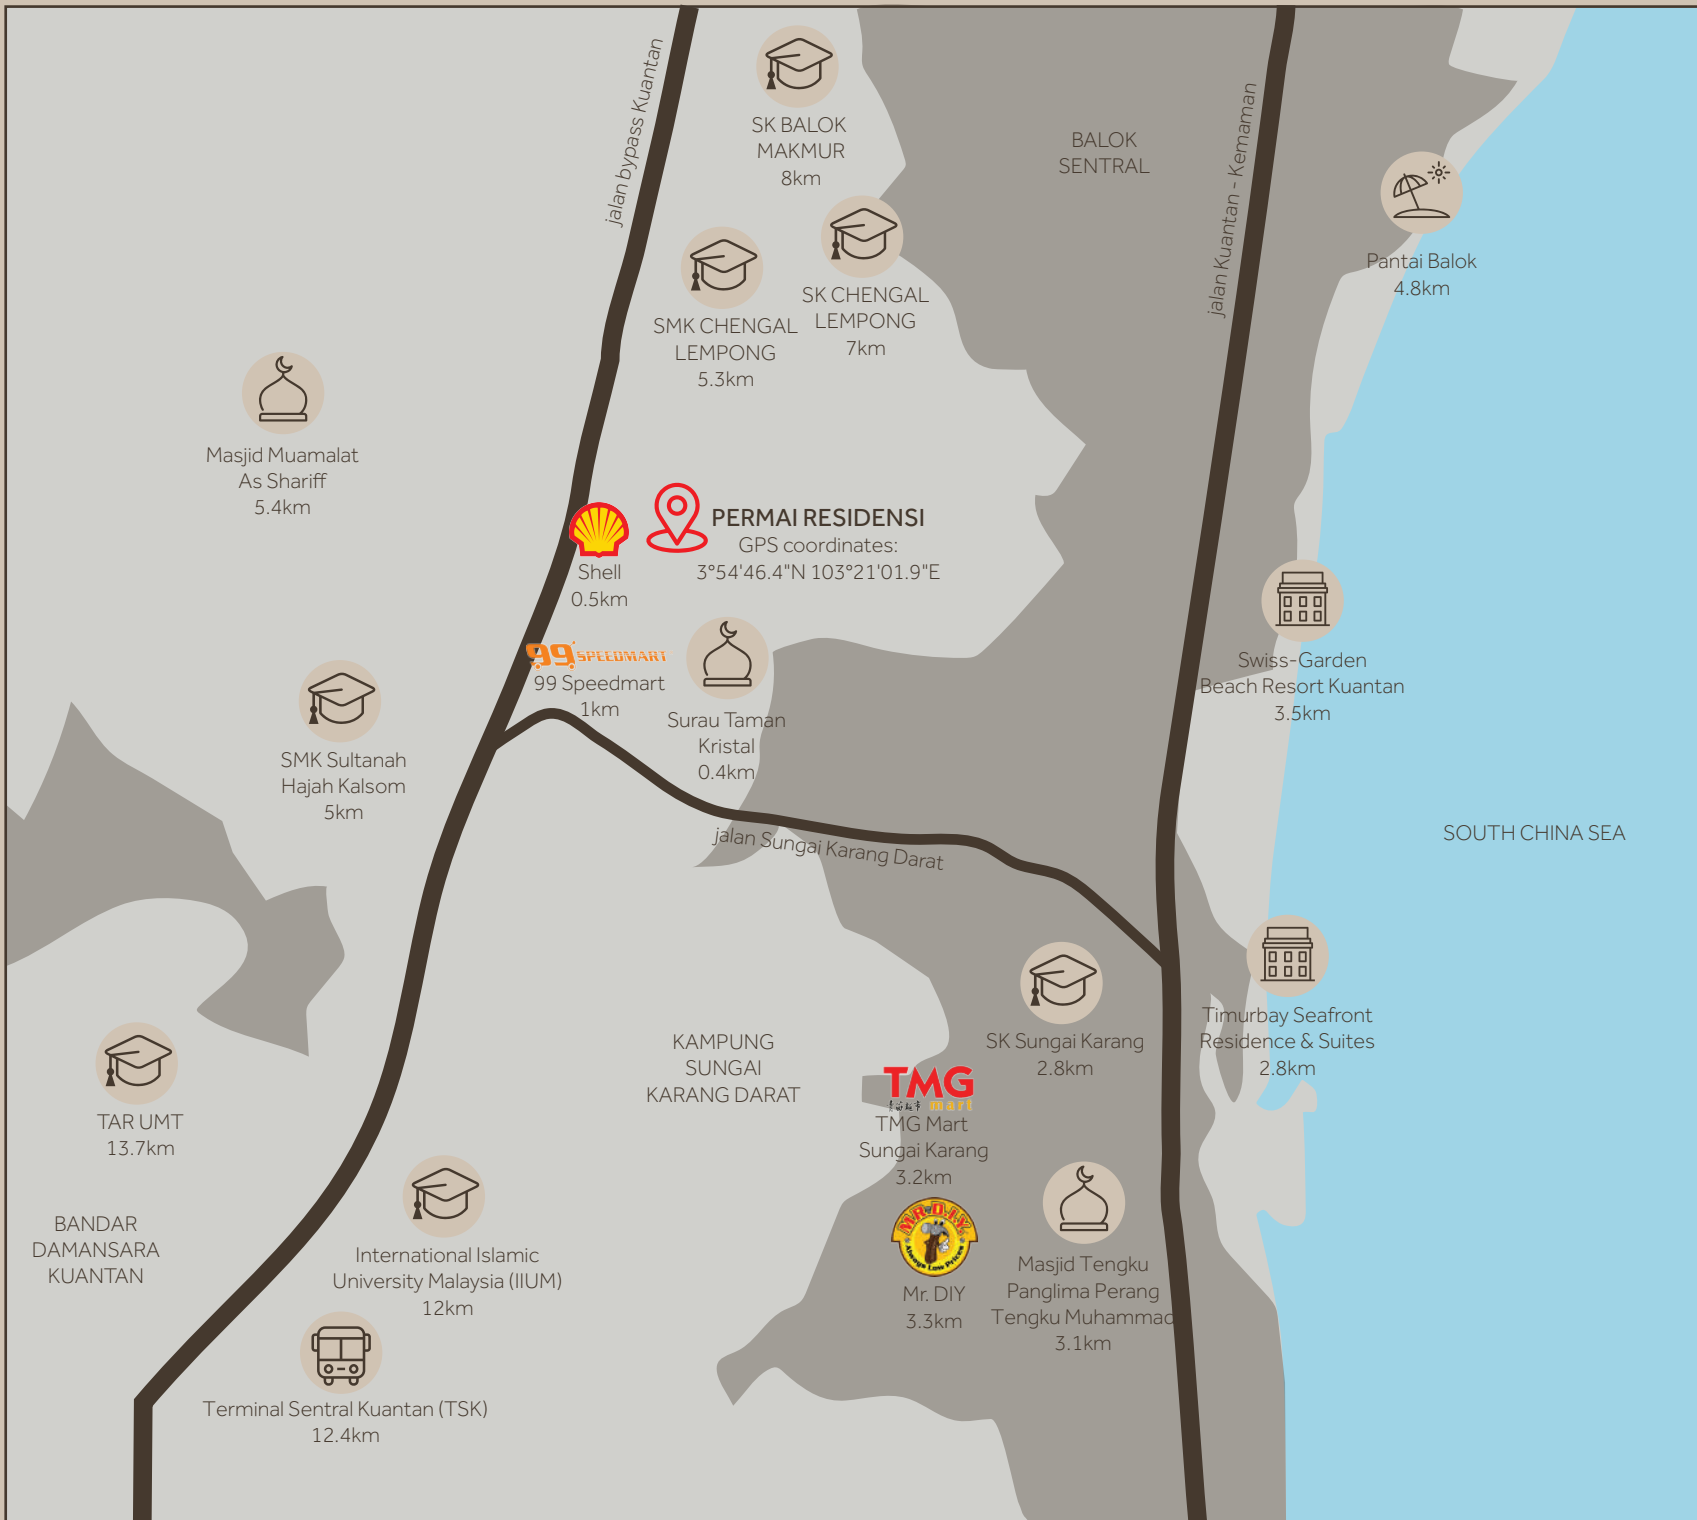 jalan bypass Kuantan
SK BALOK
MAKMUR
8km
BALOK
SENTRAL
jalan Kuantan - Kemaman
Pantai Balok
4.8km
SMK CHENGAL
LEMPONG
5.3km
SK CHENGAL
LEMPONG
7km
Masjid Muamalat
As Shariff
5.4km
PERMAI RESIDENSI
GPS coordinates:
3°54'46.4"N 103°21'01.9"E
Shell
0.5km
99 SPEEDMART
99 Speedmart
1km
Surau Taman
Kristal
0.4km
Swiss-Garden
Beach Resort Kuantan
3.5km
SMK Sultanah
Hajah Kalsom
5km
jalan Sungai Karang Darat
SOUTH CHINA SEA
KAMPUNG
SUNGAI
KARANG DARAT
SK Sungai Karang
2.8km
Timurbay Seafront
Residence & Suites
2.8km
TMG
mart
TMG Mart
Sungai Karang
3.2km
TAR UMT
13.7km
BANDAR
DAMANSARA
KUANTAN
International Islamic
University Malaysia (IIUM)
12km
MR.D.I.Y.
Always Low Prices
Mr. DIY
3.3km
Masjid Tengku
Panglima Perang
Tengku Muhammad
3.1km
Terminal Sentral Kuantan (TSK)
12.4km